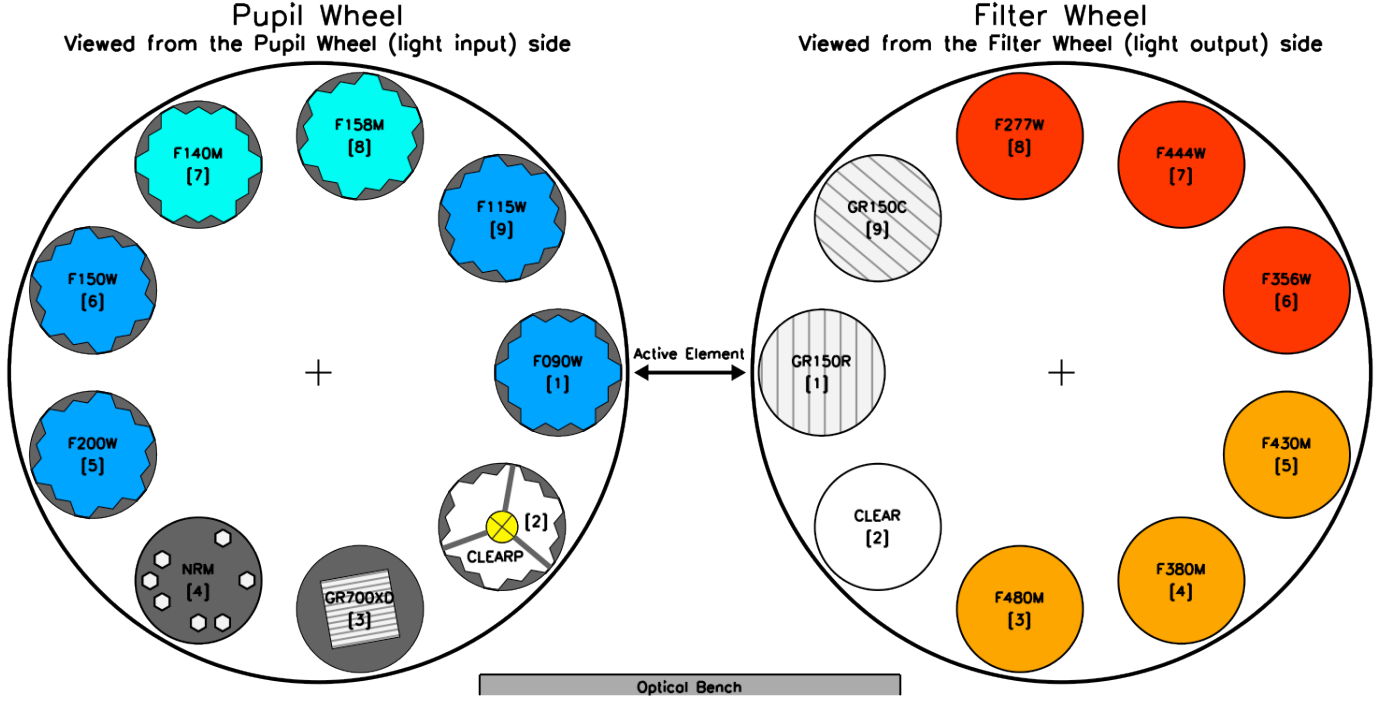 Pupil Wheel
Viewed from the Pupil Wheel (light input) side
F158M
[8]
F140M
[7]
F115W
[9]
F150W
[6]
F090W
[1]
F200W
[5]
[2]
CLEARP
NRM
[4]
GR700XD
[3]
Active Element
Filter Wheel
Viewed from the Filter Wheel (light output) side
F277W
[8]
F444W
[7]
GR150C
[9]
F356W
[6]
GR150R
[1]
F430M
[5]
CLEAR
[2]
F380M
[4]
F480M
[3]
Optical Bench